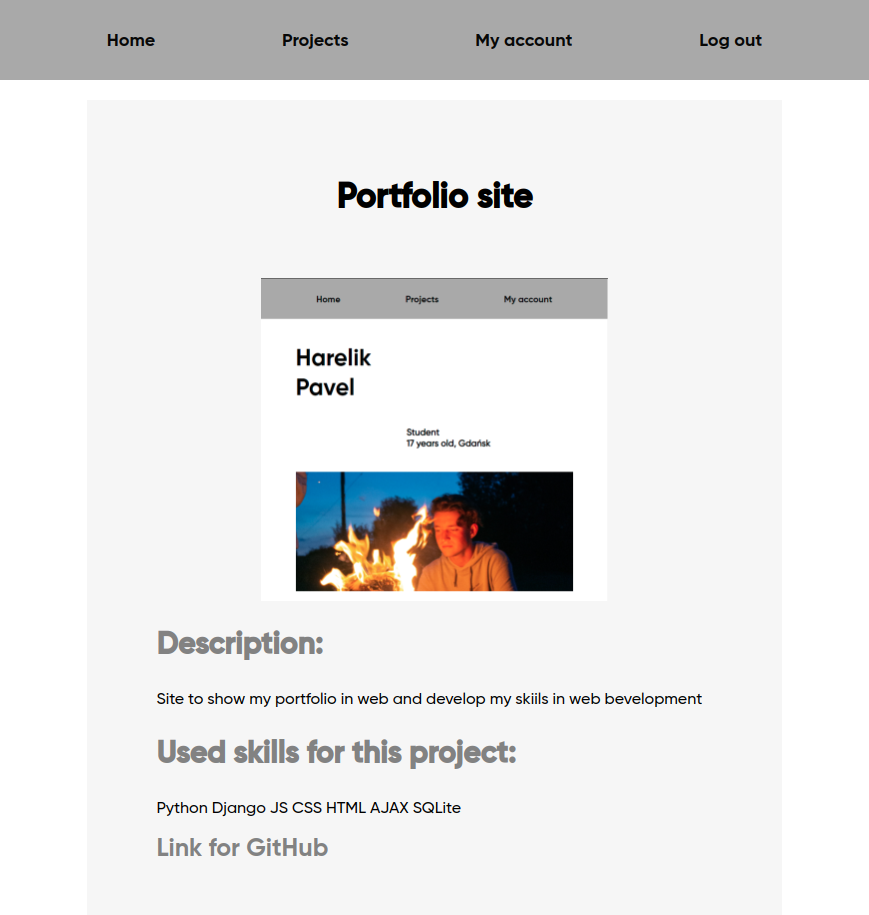 Home Projects My account Log out
Portfolio site
Home Projects My account
Harelik
Pavel
Student
17 years old, Gdańsk
Description:
Site to show my portfolio in web and develop my skiils in web bevelopment
Used skills for this project:
Python Django JS CSS HTML AJAX SQLite
Link for GitHub